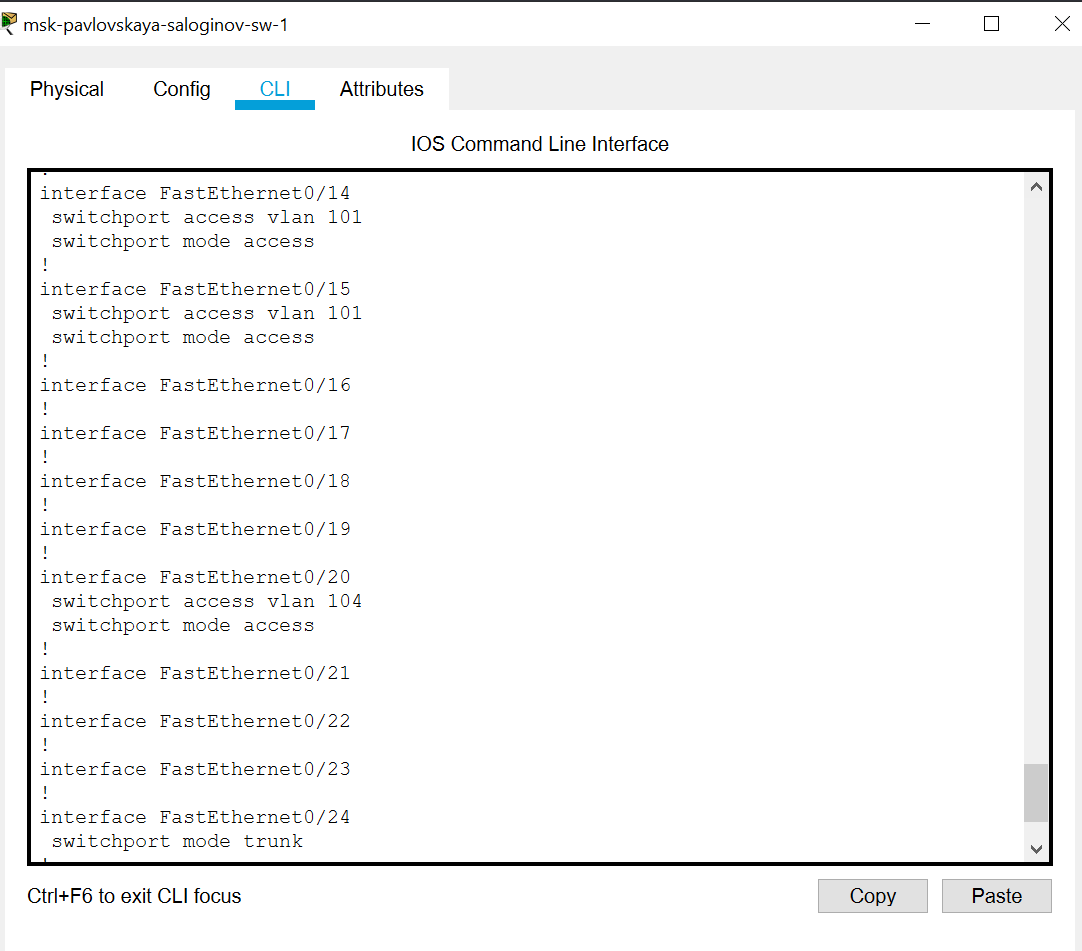 msk-pavlovskaya-saloginov-sw-1
Physical Config CLI Attributes
IOS Command Line Interface
!
interface FastEthernet0/14
 switchport access vlan 101
 switchport mode access
!
interface FastEthernet0/15
 switchport access vlan 101
 switchport mode access
!
interface FastEthernet0/16
!
interface FastEthernet0/17
!
interface FastEthernet0/18
!
interface FastEthernet0/19
!
interface FastEthernet0/20
 switchport access vlan 104
 switchport mode access
!
interface FastEthernet0/21
!
interface FastEthernet0/22
!
interface FastEthernet0/23
!
interface FastEthernet0/24
 switchport mode trunk
!
Ctrl+F6 to exit CLI focus Copy Paste